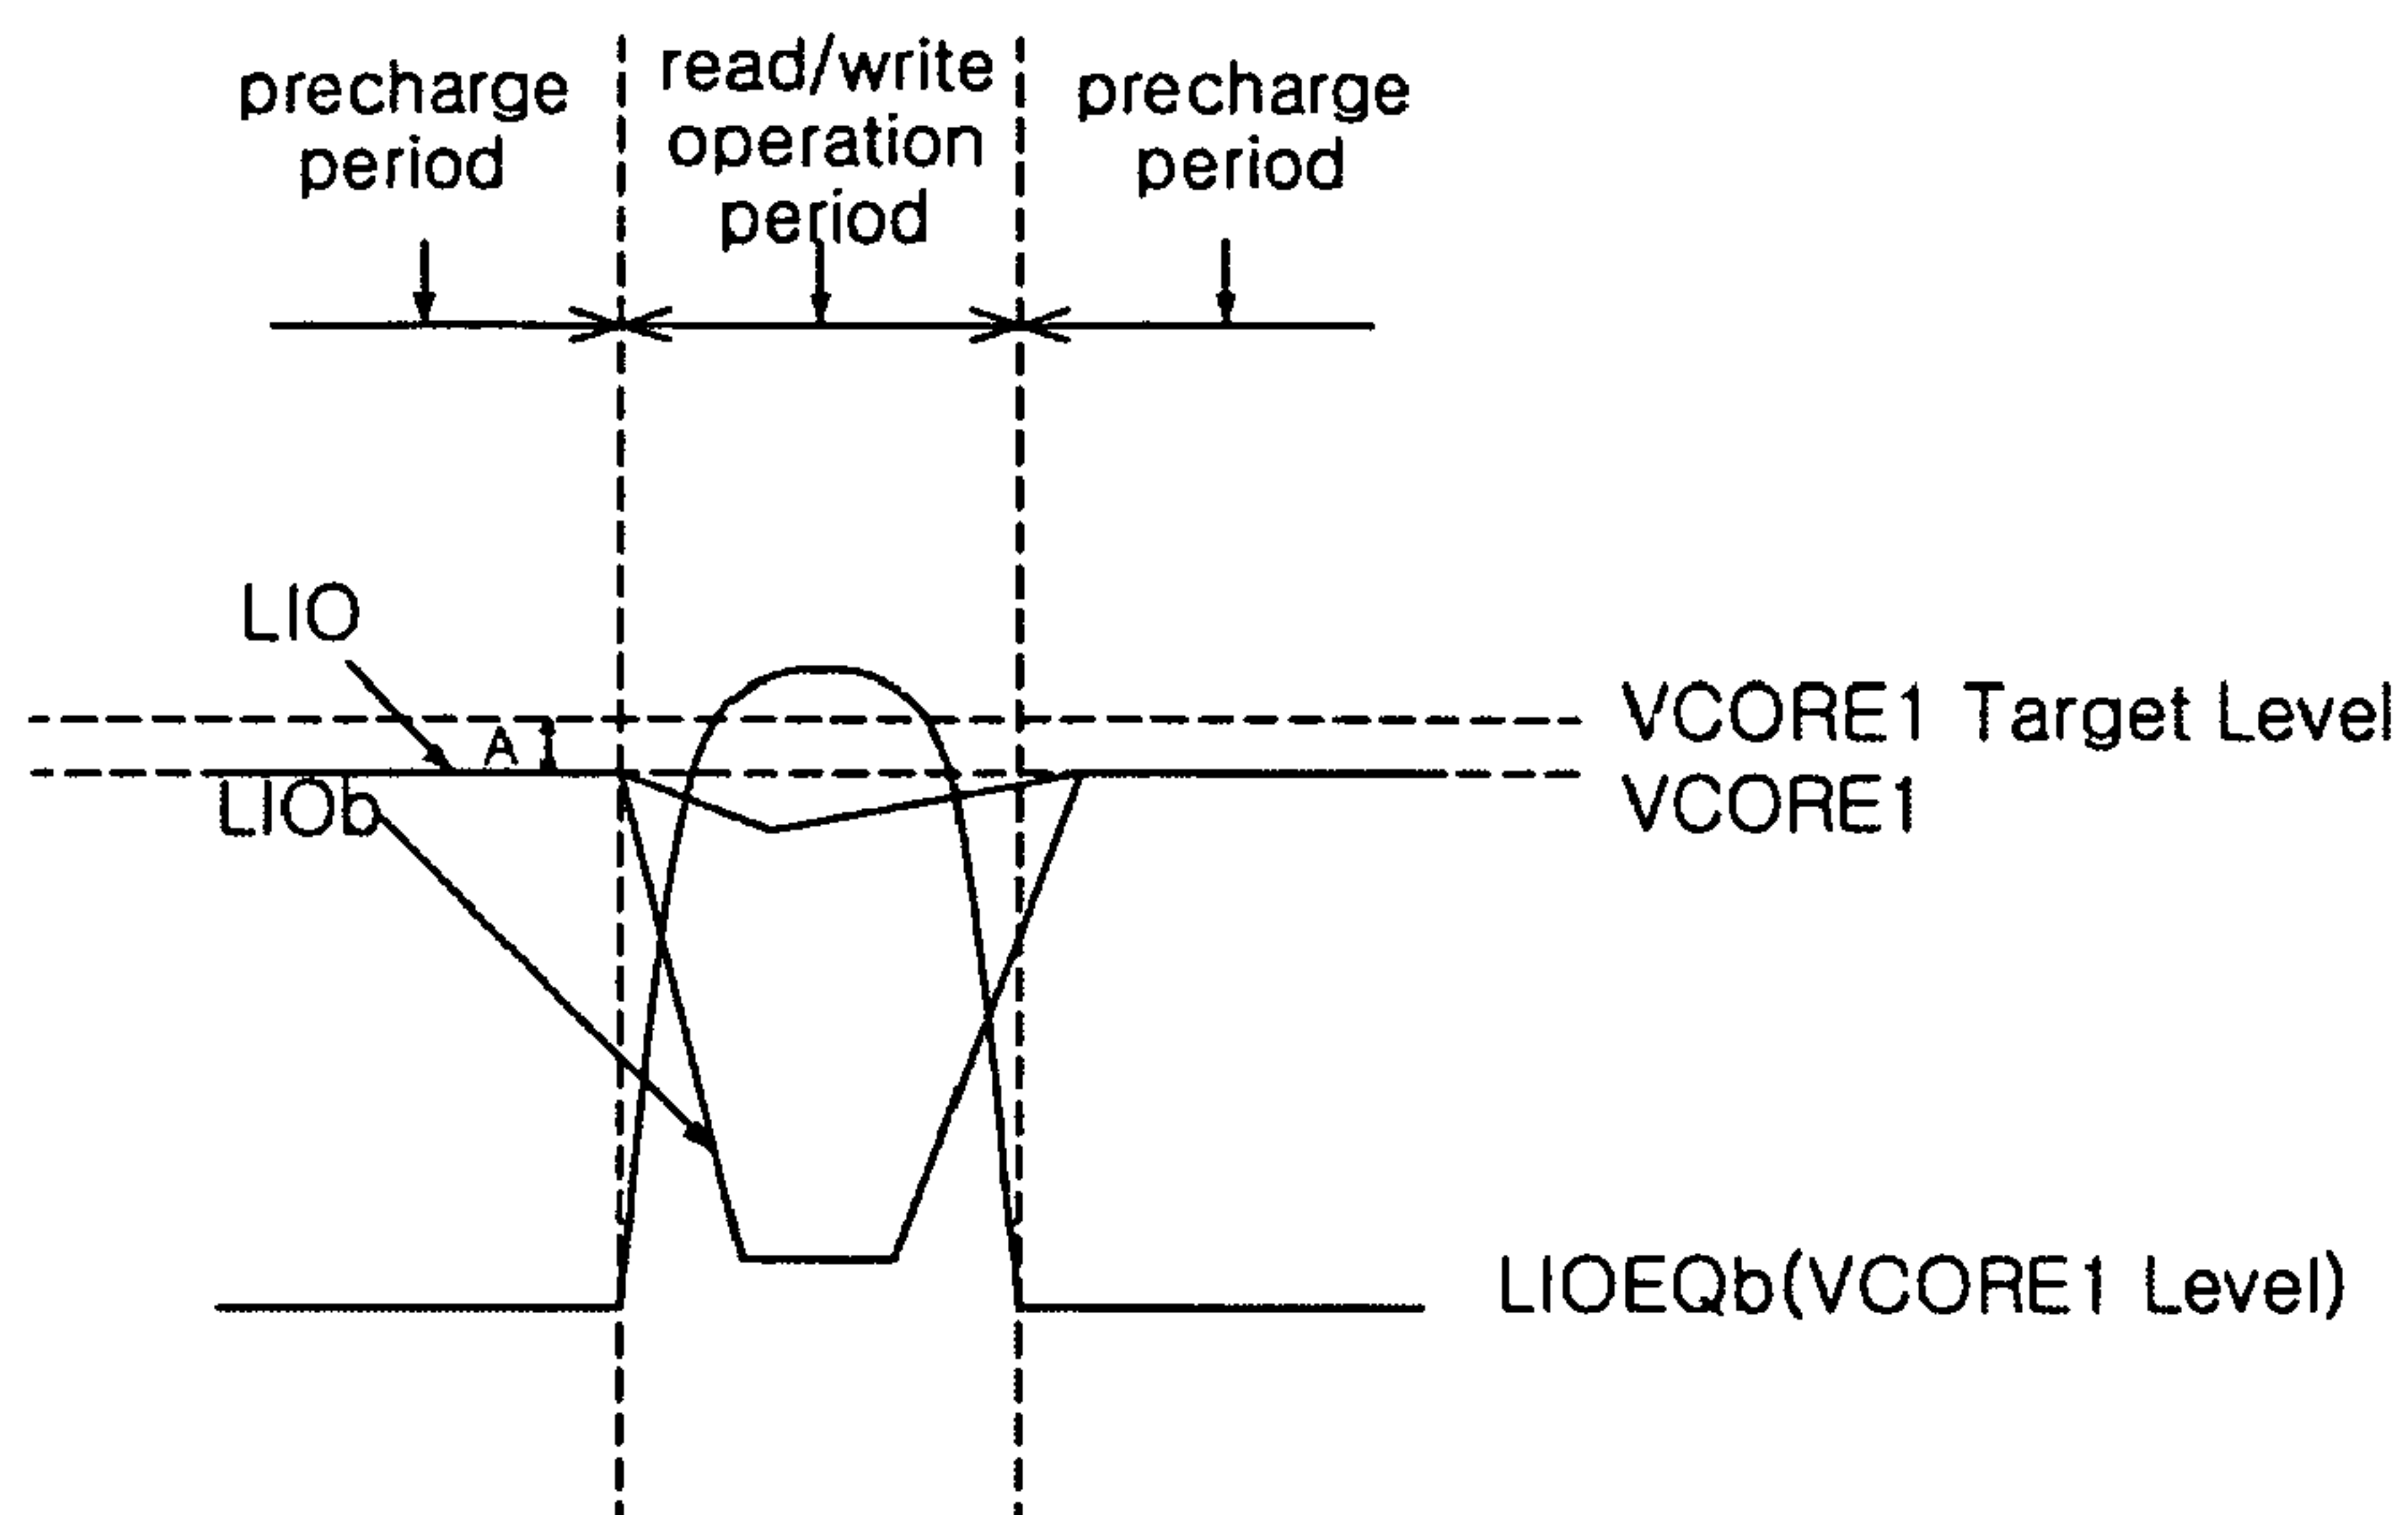 precharge
period
read/write
operation
period
precharge
period
LIO
VCORE1 Target Level
A
LIOb
VCORE1
LIOEQb(VCORE1 Level)